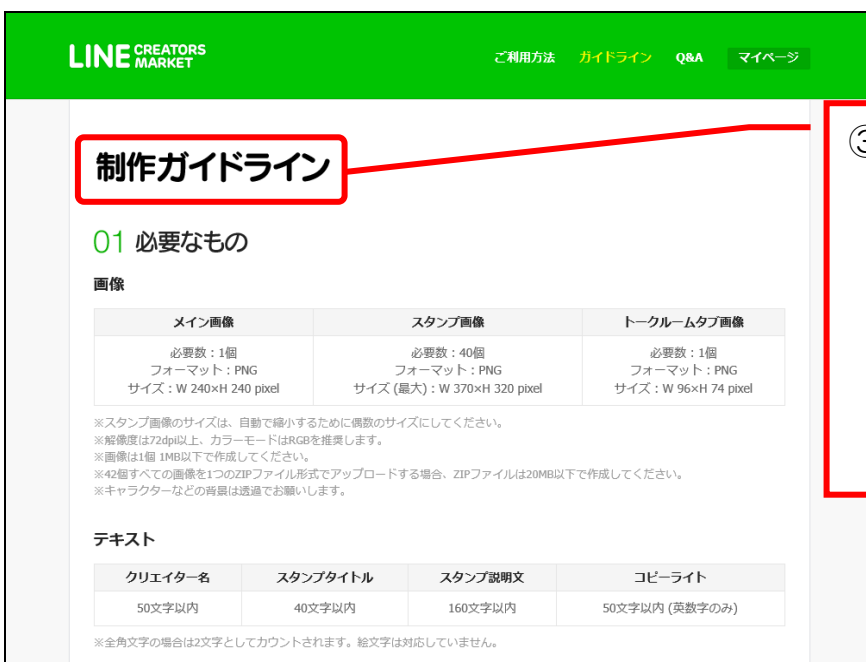 LINE CREATORS MARKET
ご利用方法 ガイドライン Q&A マイページ
③
制作ガイドライン
01 必要なもの
画像
メイン画像 スタンプ画像 トークルームタブ画像
必要数：1個 必要数：40個 必要数：1個
フォーマット：PNG フォーマット：PNG フォーマット：PNG
サイズ：W 240×H 240 pixel サイズ (最大)：W 370×H 320 pixel サイズ：W 96×H 74 pixel
※スタンプ画像のサイズは、自動で縮小するために偶数のサイズにしてください。
※解像度は72dpi以上、カラーモードはRGBを推奨します。
※画像は1個 1MB以下で作成してください。
※42個すべての画像を1つのZIPファイル形式でアップロードする場合、ZIPファイルは20MB以下で作成してください。
※キャラクターなどの背景は透過でお願いします。
テキスト
クリエイター名 スタンプタイトル スタンプ説明文 コピーライト
50文字以内 40文字以内 160文字以内 50文字以内 (英数字のみ)
※全角文字の場合は2文字としてカウントされます。絵文字は対応していません。